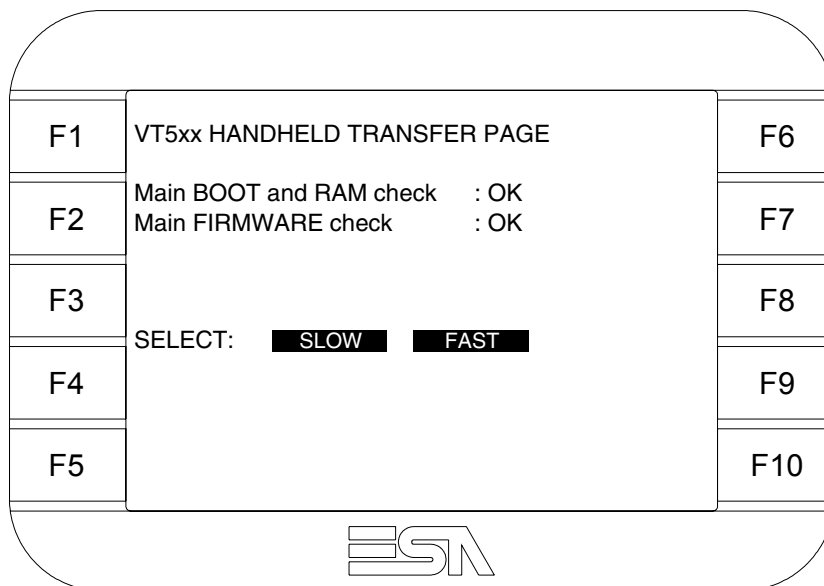 VT5xx HANDHELD TRANSFER PAGE
Main BOOT and RAM check : OK
Main FIRMWARE check : OK
SELECT: SLOW FAST
F1
F2
F3
F4
F5
F6
F7
F8
F9
F10
ESA